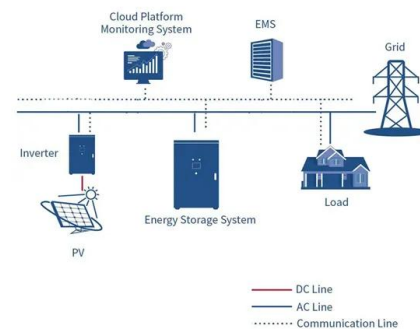 Cloud Platform
Monitoring System
EMS
Grid
Inverter
Energy Storage System
Load
PV
DC Line
AC Line
Communication Line